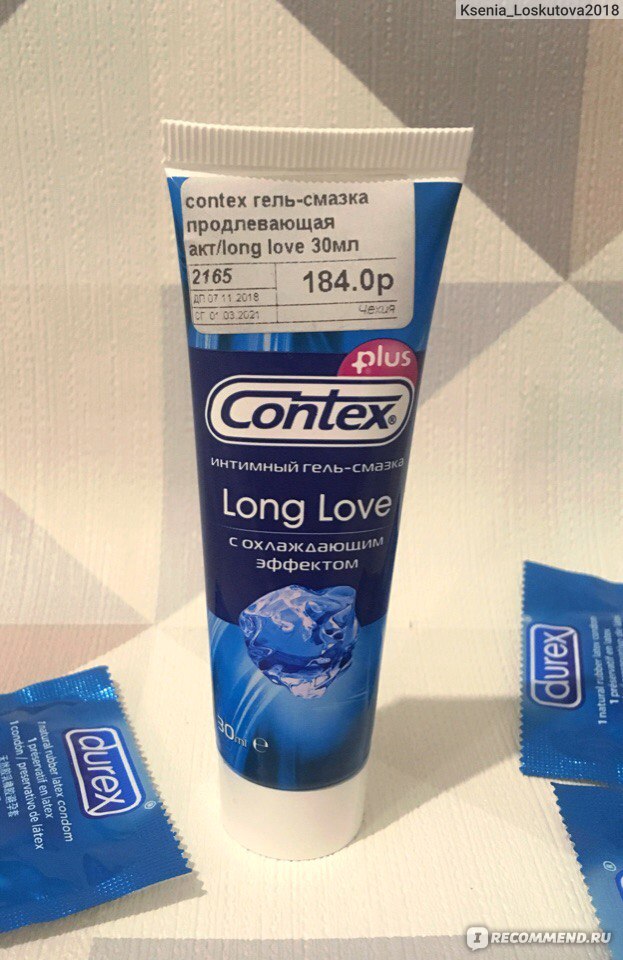 Ksenia_Loskutova2018
contex гель-смазка
продлевающая
акт/long love 30мл
2165
184.0р
ДП 07.11.2018
СГ 01.03.2021
Чехия
plus
Contex®
интимный гель-смазка
Long Love
с охлаждающим
эффектом
30ml ℮
durex®
1 natural rubber latex condom
1 préservatif en latex
1 condom / preservativo de látex
durex
1 natural rubber latex condom
1 préservatif en latex
®
I RECOMMEND.RU